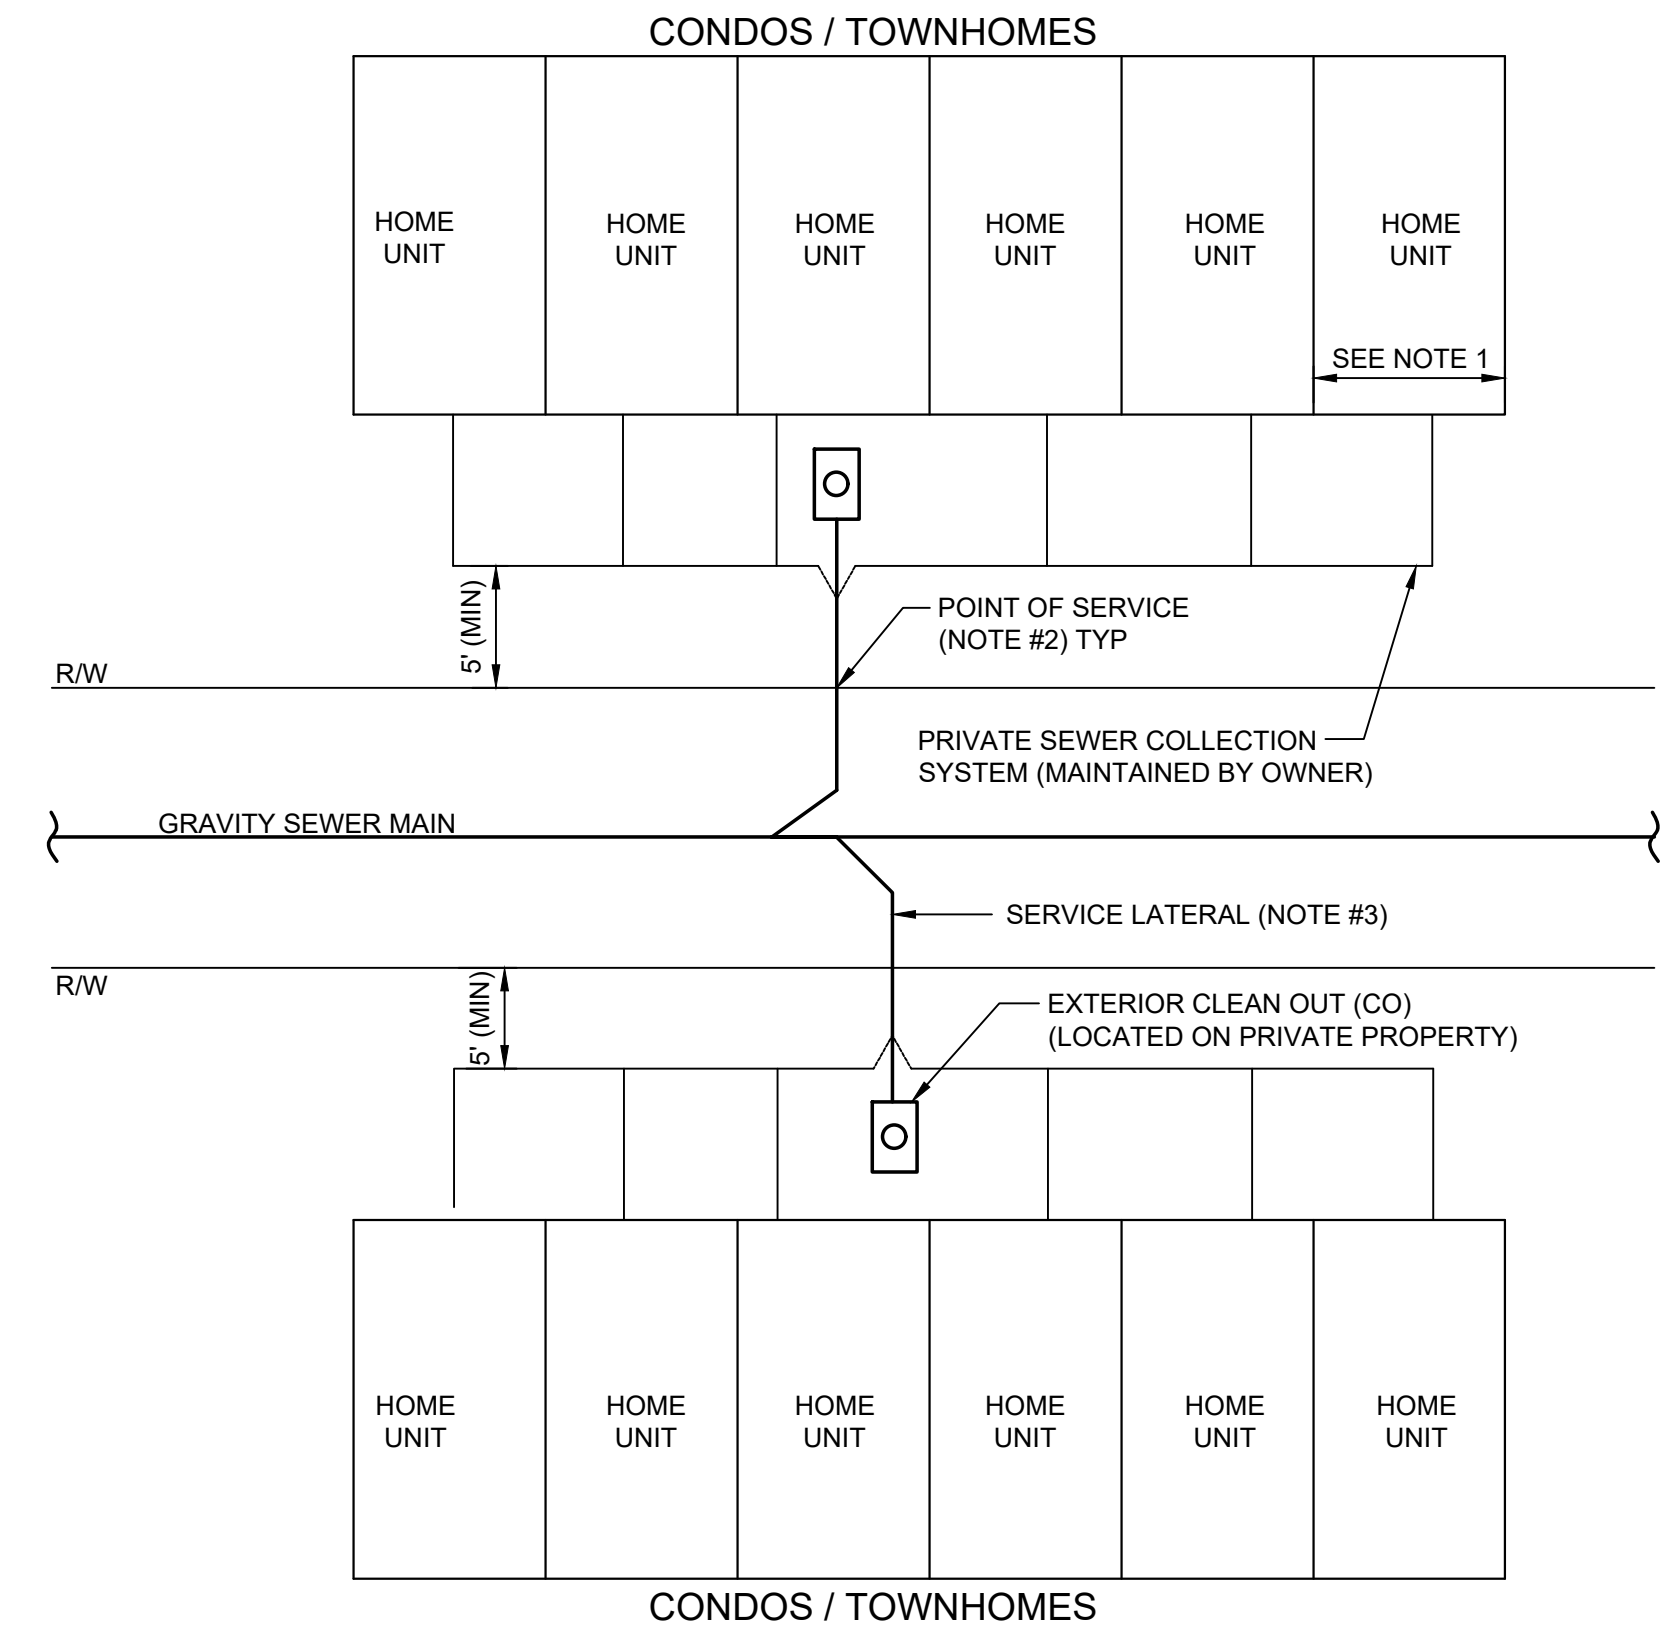 CONDOS / TOWNHOMES
HOME
UNIT
HOME
UNIT
HOME
UNIT
HOME
UNIT
HOME
UNIT
HOME
UNIT
SEE NOTE 1
5' (MIN)
POINT OF SERVICE
(NOTE #2) TYP
R/W
PRIVATE SEWER COLLECTION
SYSTEM (MAINTAINED BY OWNER)
GRAVITY SEWER MAIN
SERVICE LATERAL (NOTE #3)
R/W
5' (MIN)
EXTERIOR CLEAN OUT (CO)
(LOCATED ON PRIVATE PROPERTY)
HOME
UNIT
HOME
UNIT
HOME
UNIT
HOME
UNIT
HOME
UNIT
HOME
UNIT
CONDOS / TOWNHOMES